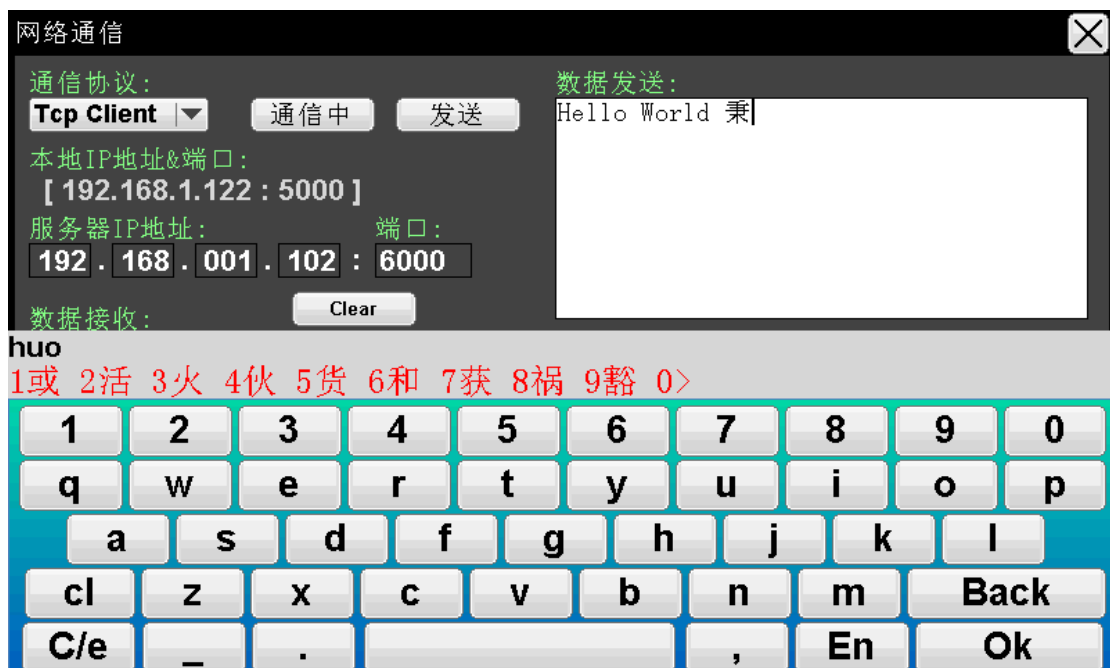 网络通信
通信协议:
Tcp Client
通信中
发送
本地IP地址&端口:
[ 192.168.1.122 : 5000 ]
服务器IP地址: 端口:
192 . 168 . 001 . 102 : 6000
数据接收:
Clear
数据发送:
Hello World 秉
huo
1或 2活 3火 4伙 5货 6和 7获 8祸 9豁 0>
1 2 3 4 5 6 7 8 9 0
q w e r t y u i o p
a s d f g h j k l
cl z x c v b n m Back
C/e _ . , En Ok